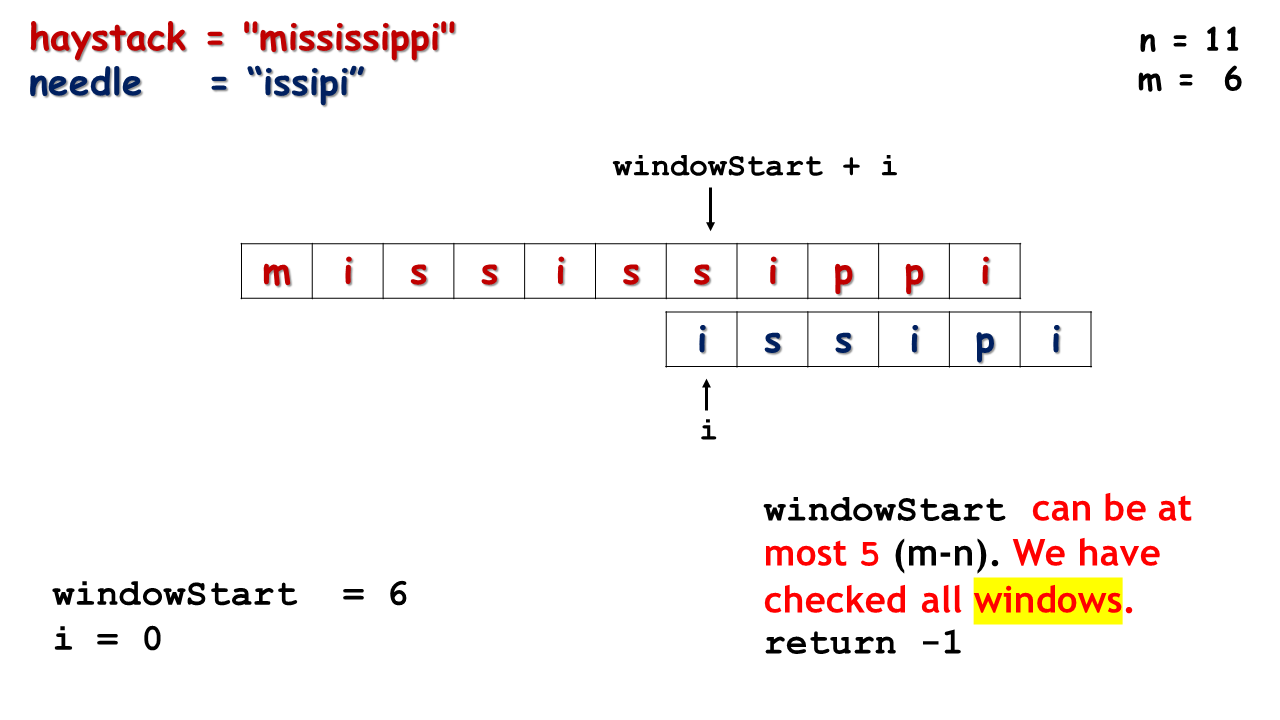 haystack = "mississippi"
needle = “issipi”
n = 11
m = 6
windowStart + i
m i s s i s s i p p i
i s s i p i
i
windowStart = 6
i = 0
windowStart can be at
most 5 (m-n). We have
checked all windows.
return -1